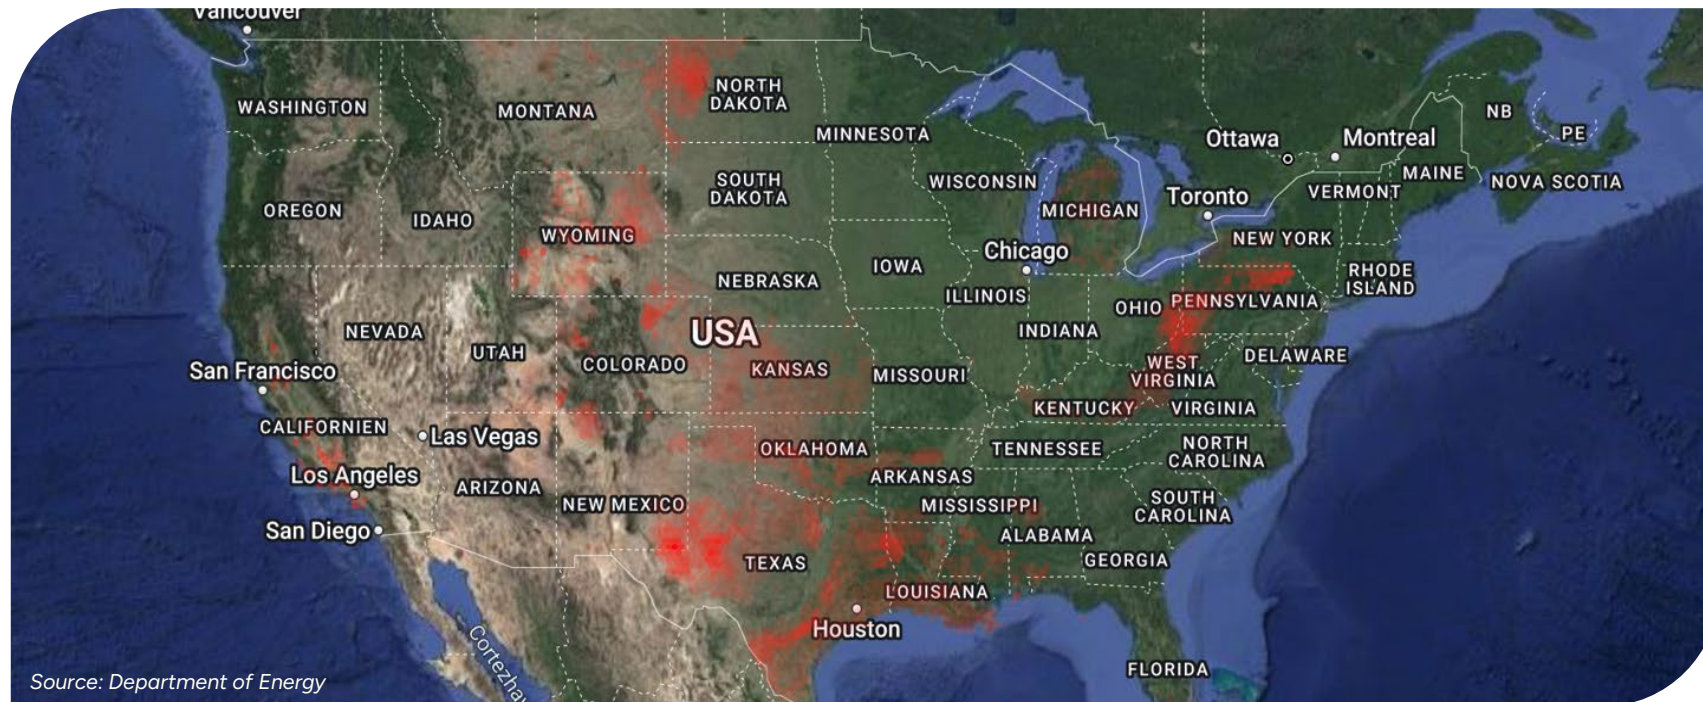 Vancouver
WASHINGTON
MONTANA
NORTH
DAKOTA
MINNESOTA
Ottawa
Montreal
NB
PE
OREGON
IDAHO
WYOMING
SOUTH
DAKOTA
WISCONSIN
MICHIGAN
Toronto
VERMONT
MAINE
NOVA SCOTIA
NEW YORK
Chicago
NEBRASKA
IOWA
ILLINOIS
INDIANA
OHIO
PENNSYLVANIA
RHODE
ISLAND
NEVADA
UTAH
COLORADO
USA
KANSAS
MISSOURI
WEST
VIRGINIA
DELAWARE
San Francisco
KENTUCKY
VIRGINIA
CALIFORNIEN
Las Vegas
OKLAHOMA
TENNESSEE
NORTH
CAROLINA
Los Angeles
ARIZONA
NEW MEXICO
ARKANSAS
MISSISSIPPI
SOUTH
CAROLINA
San Diego
TEXAS
ALABAMA
GEORGIA
LOUISIANA
Houston
FLORIDA
Source: Department of Energy